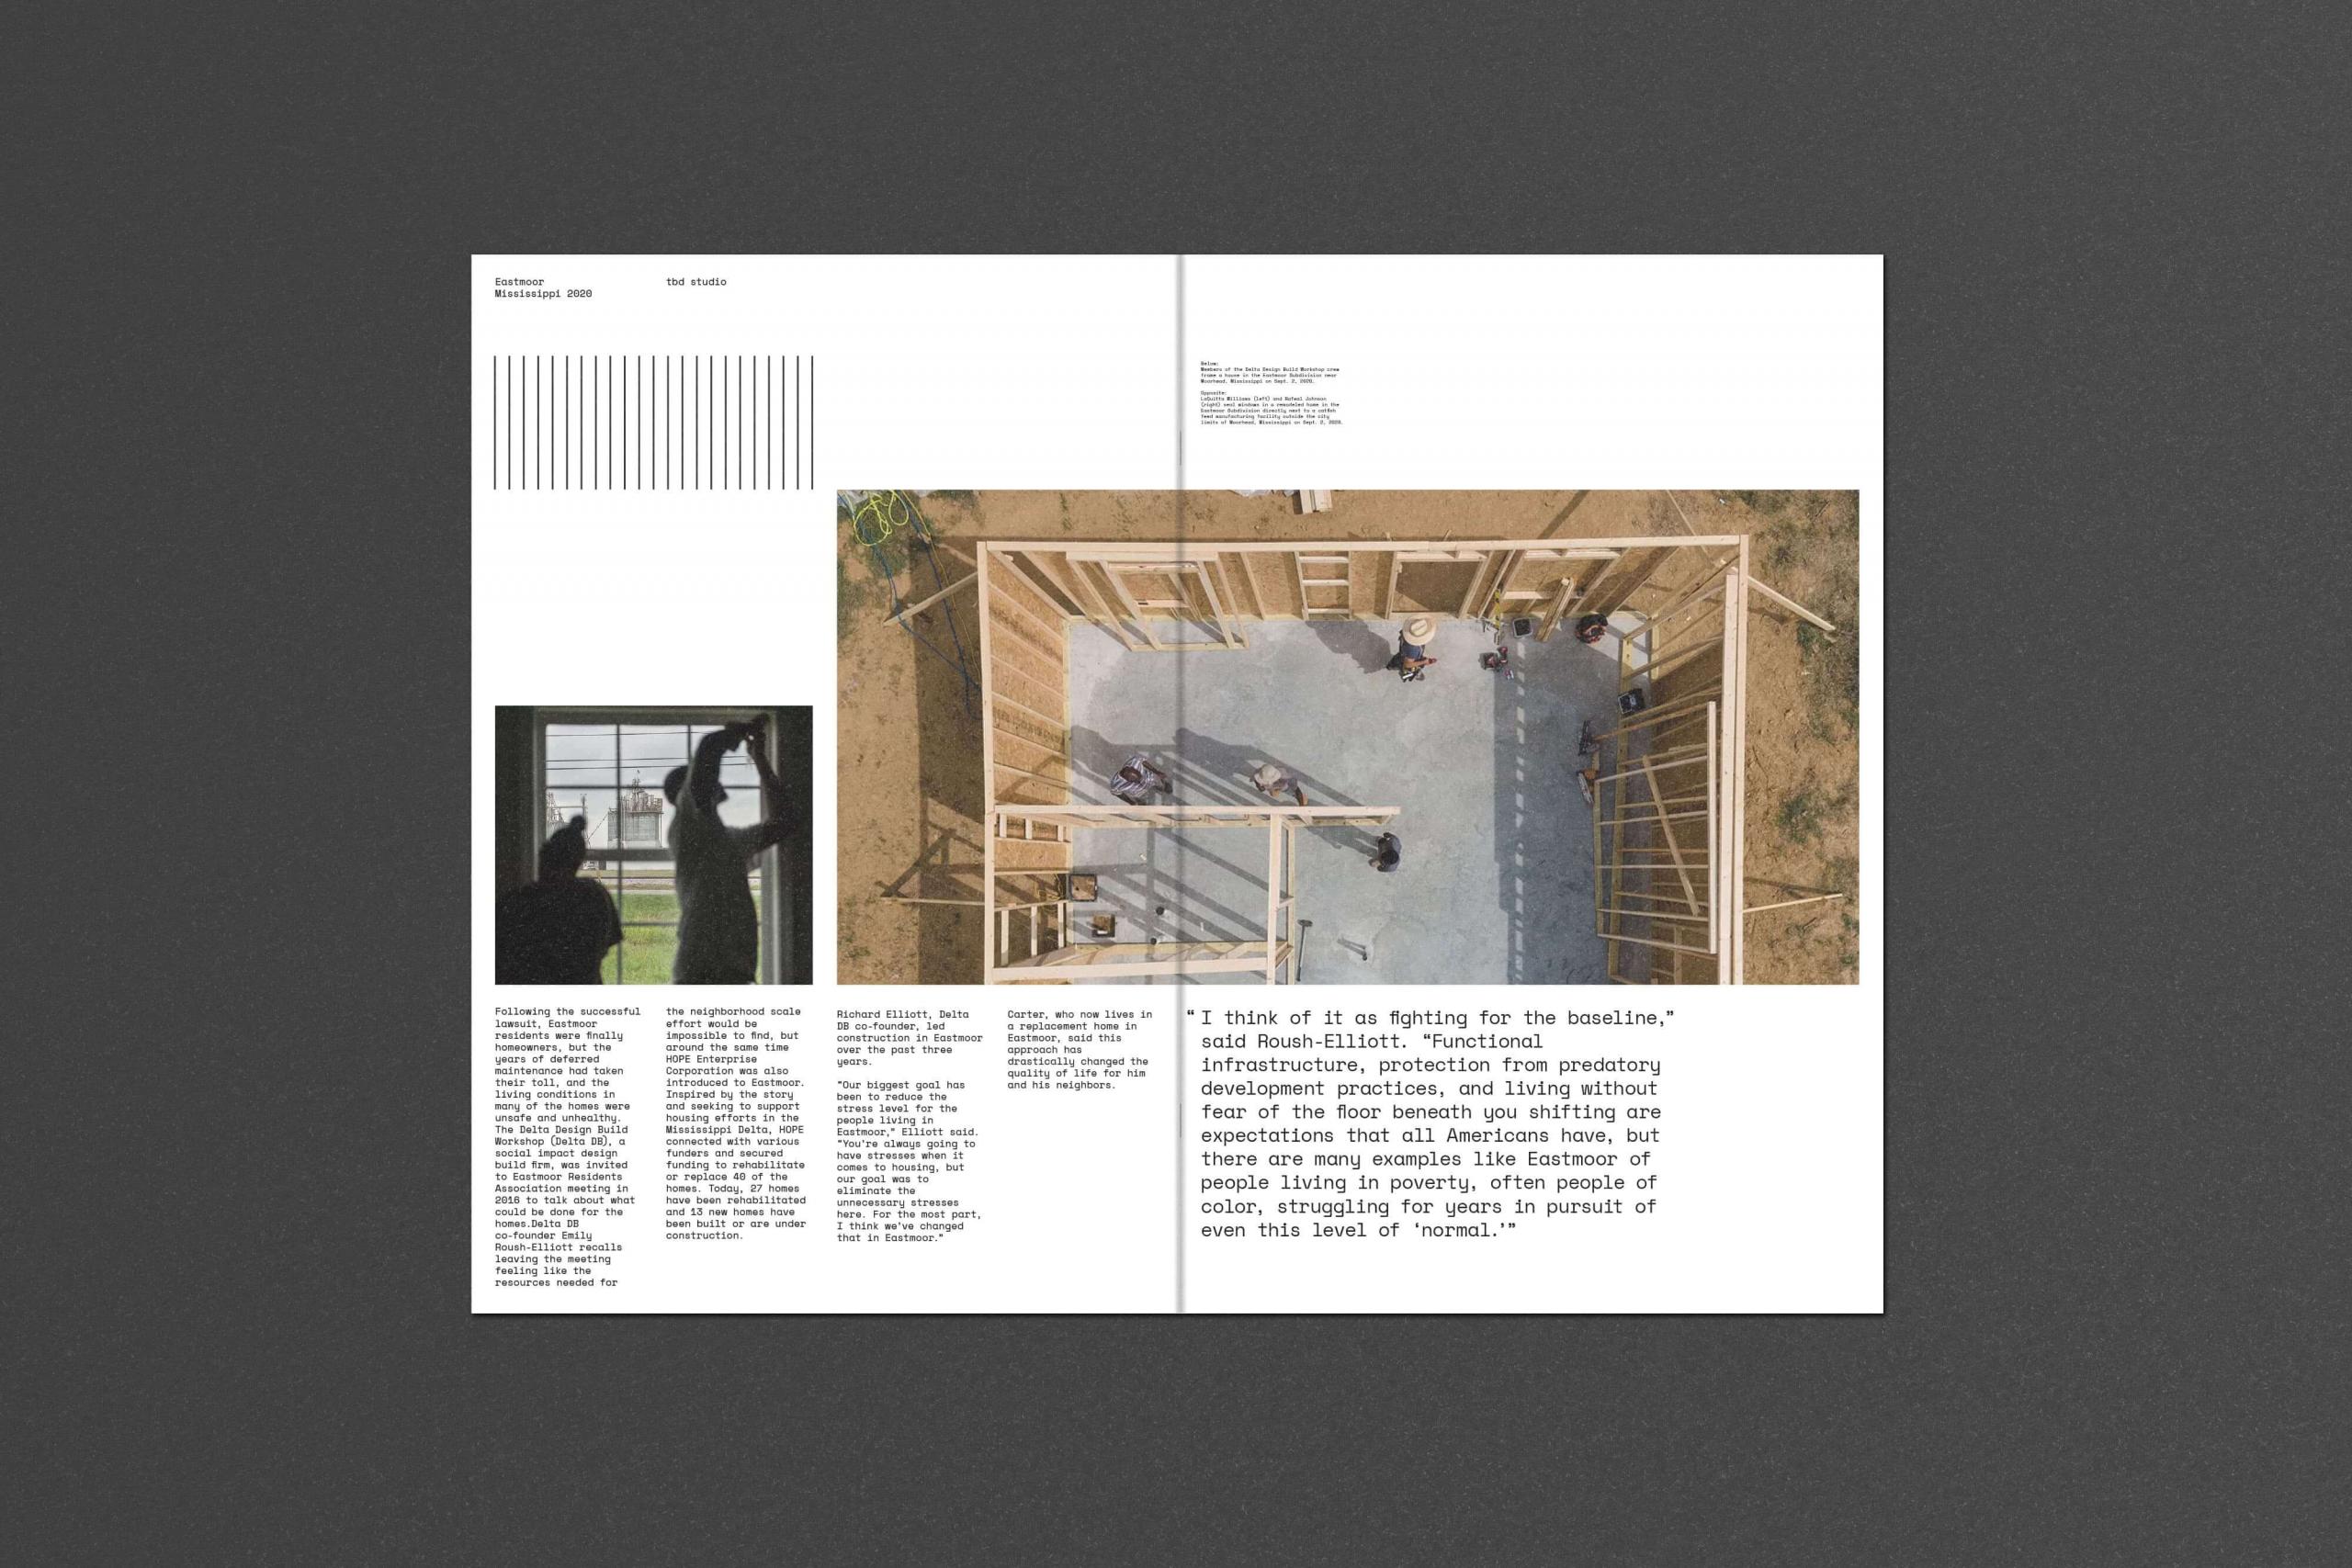 Eastmoor
Mississippi 2020
tbd studio
Below:
Members of the Delta Design Build Workshop crew
frame a house in the Eastmoor Subdivision near
Moorhead, Mississippi on Sept. 2, 2020.
Opposite:
LaQuitta Williams (left) and
Johnson
(right) seal windows in a remodeled home in the
Eastmoor Subdivision directly next to a catfish
feed manufacturing facility outside the city
limits of Moorhead, Mississippi on Sept. 2, 2020.
Following the successful
lawsuit, Eastmoor
residents were finally
homeowners, but the
years of deferred
maintenance had taken
their toll, and the
living conditions in
many of the homes were
unsafe and unhealthy.
The Delta Design Build
Workshop (Delta DB), a
social impact design
build firm, was invited
to Eastmoor Residents
Association meeting in
2016 to talk about what
could be done for the
homes.Delta DB
co-founder Emily
Roush-Elliott recalls
leaving the meeting
feeling like the
resources needed for
the neighborhood scale
effort would be
impossible to find, but
around the same time
HOPE Enterprise
Corporation was also
introduced to Eastmoor.
Inspired by the story
and seeking to support
housing efforts in the
Mississippi Delta, HOPE
connected with various
funders and secured
funding to rehabilitate
or replace 40 of the
homes. Today, 27 homes
have been rehabilitated
and 13 new homes have
been built or are under
construction.
Richard Elliott, Delta
DB co-founder, led
construction in Eastmoor
over the past three
years.
"Our biggest goal has
been to reduce the
stress level for the
people living in
Eastmoor," Elliott said.
"You're always going to
have stresses when it
comes to housing, but
our goal was to
eliminate the
unnecessary stresses
here. For the most part,
I think we've changed
that in Eastmoor."
Carter, who now lives in
a replacement home in
Eastmoor, said this
approach has
drastically changed the
quality of life for him
and his neighbors.
“I think of it as fighting for the baseline,”
said Roush-Elliott. “Functional
infrastructure, protection from predatory
development practices, and living without
fear of the floor beneath you shifting are
expectations that all Americans have, but
there are many examples like Eastmoor of
people living in poverty, often people of
color, struggling for years in pursuit of
even this level of ‘normal.’”